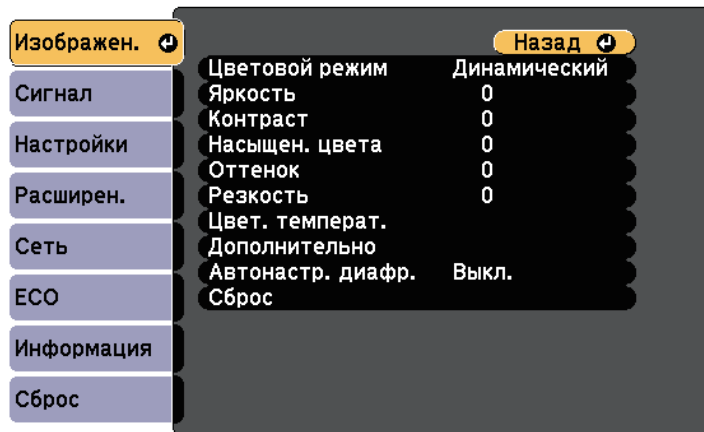 Изображен.
Сигнал
Настройки
Расширен.
Сеть
ECO
Информация
Сброс
Назад
Цветовой режим Динамический
Яркость 0
Контраст 0
Насыщен. цвета 0
Оттенок 0
Резкость 0
Цвет. температ.
Дополнительно
Автонастр. диафр. Выкл.
Сброс